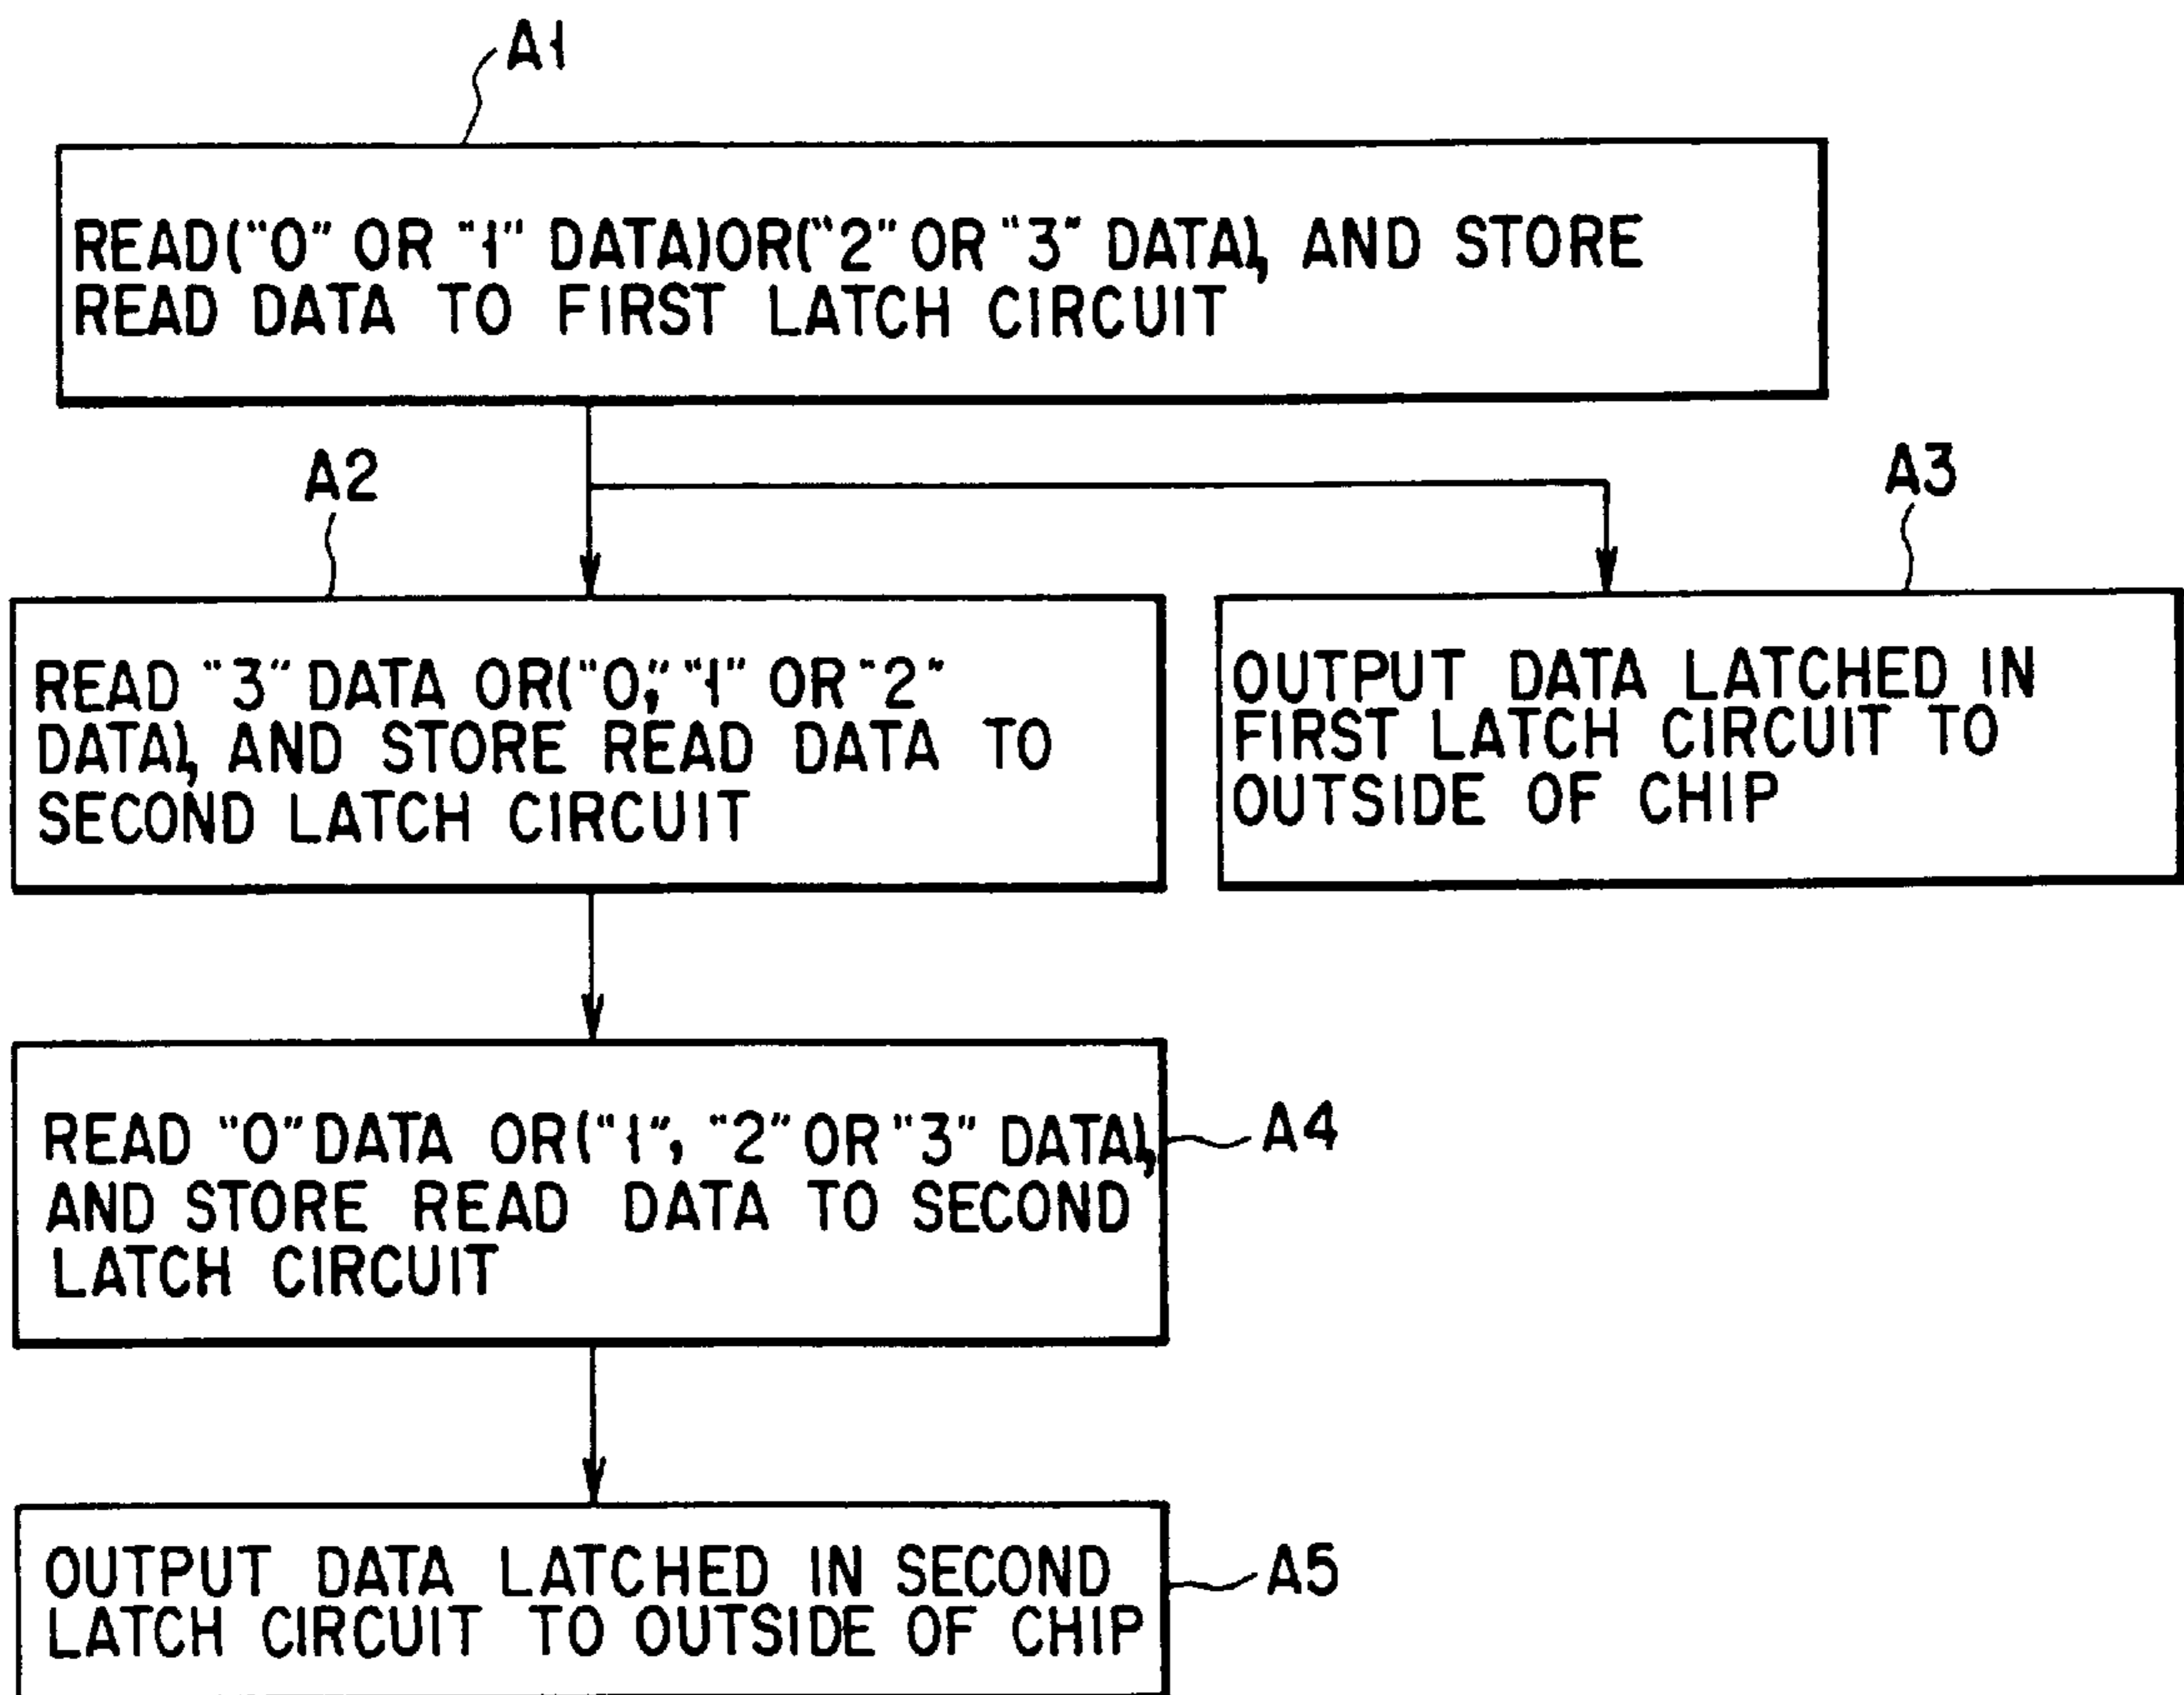 A1
READ("0" OR "1" DATA)OR("2" OR "3" DATA), AND STORE
READ DATA TO FIRST LATCH CIRCUIT
A2
A3
READ "3" DATA OR("0," "1" OR "2"
DATA), AND STORE READ DATA TO
SECOND LATCH CIRCUIT
OUTPUT DATA LATCHED IN
FIRST LATCH CIRCUIT TO
OUTSIDE OF CHIP
READ "0" DATA OR("1", "2" OR "3" DATA),
AND STORE READ DATA TO SECOND
LATCH CIRCUIT
A4
OUTPUT DATA LATCHED IN SECOND
LATCH CIRCUIT TO OUTSIDE OF CHIP
A5